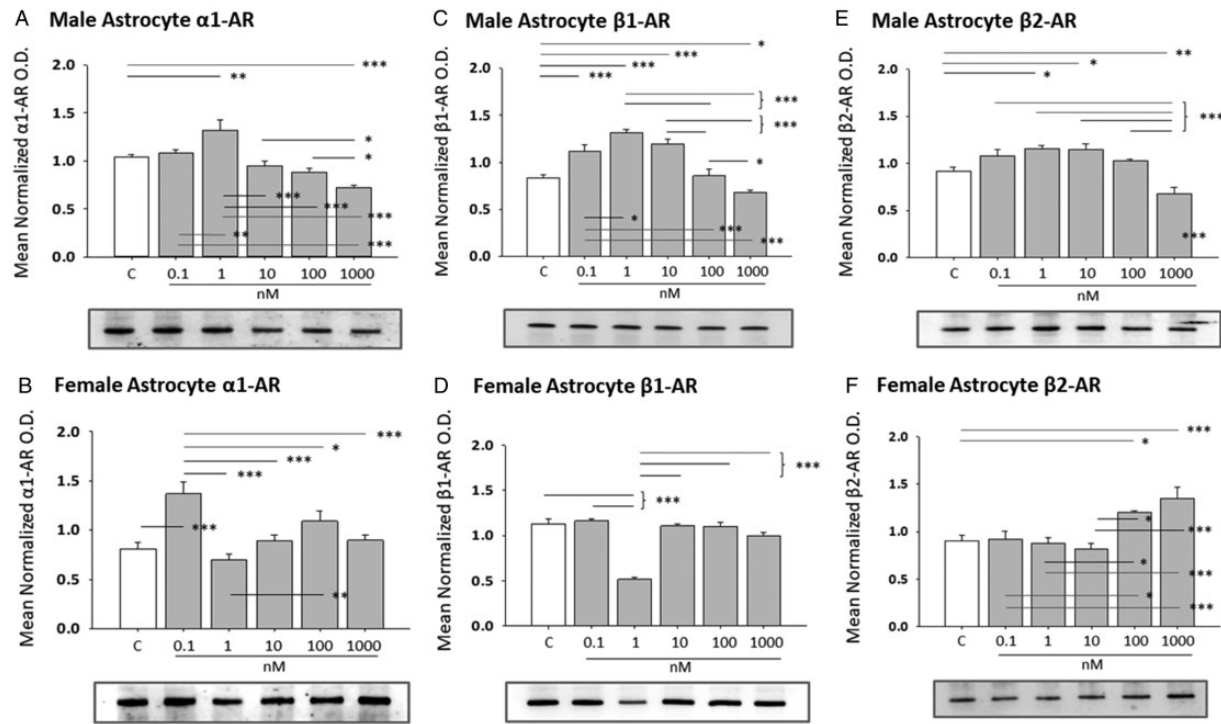 A Male Astrocyte α1-AR
Mean Normalized α1-AR O.D.
2.0
1.5
1.0
0.5
0.0
***
**
*
*
***
***
***
**
***
C 0.1 1 10 100 1000
nM
C Male Astrocyte β1-AR
Mean Normalized β1-AR O.D.
2.0
1.5
1.0
0.5
0.0
*
***
***
***
***
***
*
*
***
***
C 0.1 1 10 100 1000
nM
E Male Astrocyte β2-AR
Mean Normalized β2-AR O.D.
2.0
1.5
1.0
0.5
0.0
**
*
*
***
***
C 0.1 1 10 100 1000
nM
B Female Astrocyte α1-AR
Mean Normalized α1-AR O.D.
2.0
1.5
1.0
0.5
0.0
***
*
***
***
***
**
C 0.1 1 10 100 1000
nM
D Female Astrocyte β1-AR
Mean Normalized β1-AR O.D.
2.0
1.5
1.0
0.5
0.0
***
***
C 0.1 1 10 100 1000
nM
F Female Astrocyte β2-AR
Mean Normalized β2-AR O.D.
2.0
1.5
1.0
0.5
0.0
***
*
*
***
*
***
*
***
C 0.1 1 10 100 1000
nM